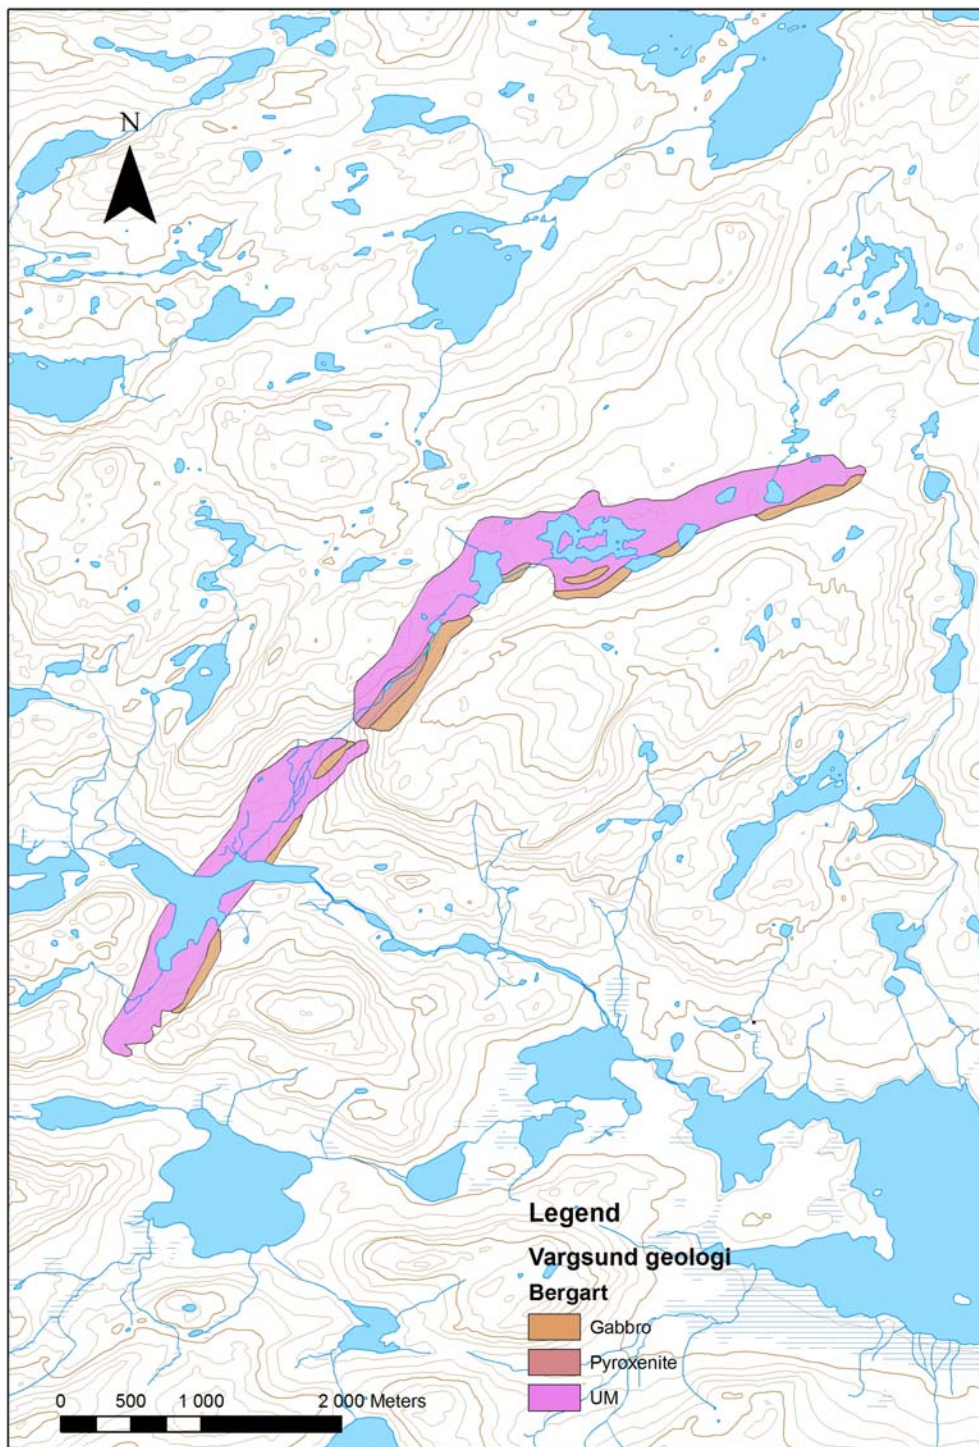 N
Legend
Vargsund geologi
Bergart
Gabbro
Pyroxenite
UM
0 500 1 000 2 000 Meters